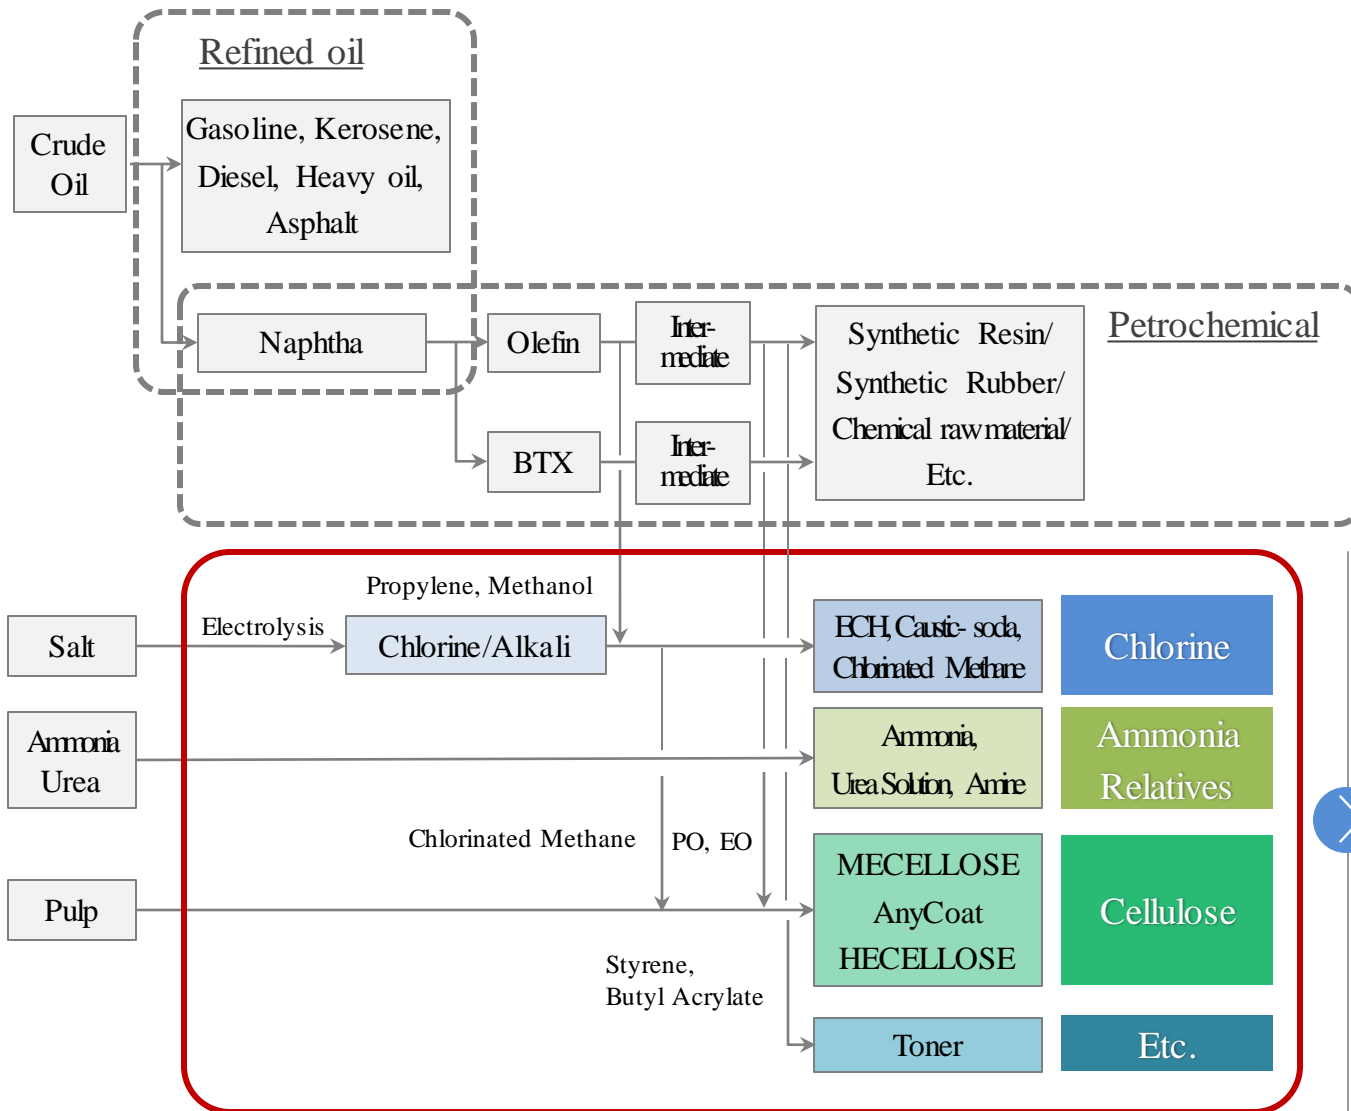 Refined oil
Crude
Oil
Gasoline, Kerosene,
Diesel, Heavy oil,
Asphalt
Naphtha
Olefin
Inter-
mediate
Synthetic Resin/
Synthetic Rubber/
Chemical raw material/
Etc.
Petrochemical
BTX
Inter-
mediate
Propylene, Methanol
Salt
Electrolysis
Chlorine/Alkali
ECH, Caustic- soda,
Chlorinated Methane
Chlorine
Ammonia
Urea
Ammonia,
Urea Solution, Amine
Ammonia
Relatives
Chlorinated Methane
PO, EO
Pulp
MECELLOSE
AnyCoat
HECELLOSE
Cellulose
Styrene,
Butyl Acrylate
Toner
Etc.